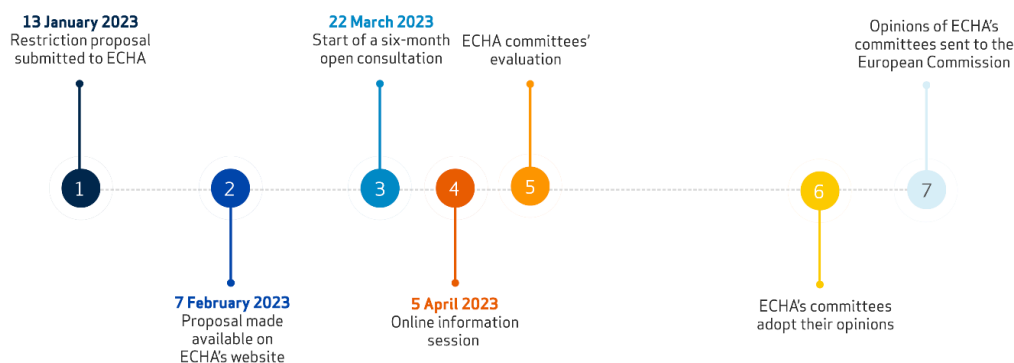 13 January 2023
Restriction proposal
submitted to ECHA
22 March 2023
Start of a six-month
open consultation
ECHA committees'
evaluation
Opinions of ECHA's
committees sent to the
European Commission
1
2
3
4
5
6
7
7 February 2023
Proposal made
available on
ECHA's website
5 April 2023
Online information
session
ECHA's committees
adopt their opinions